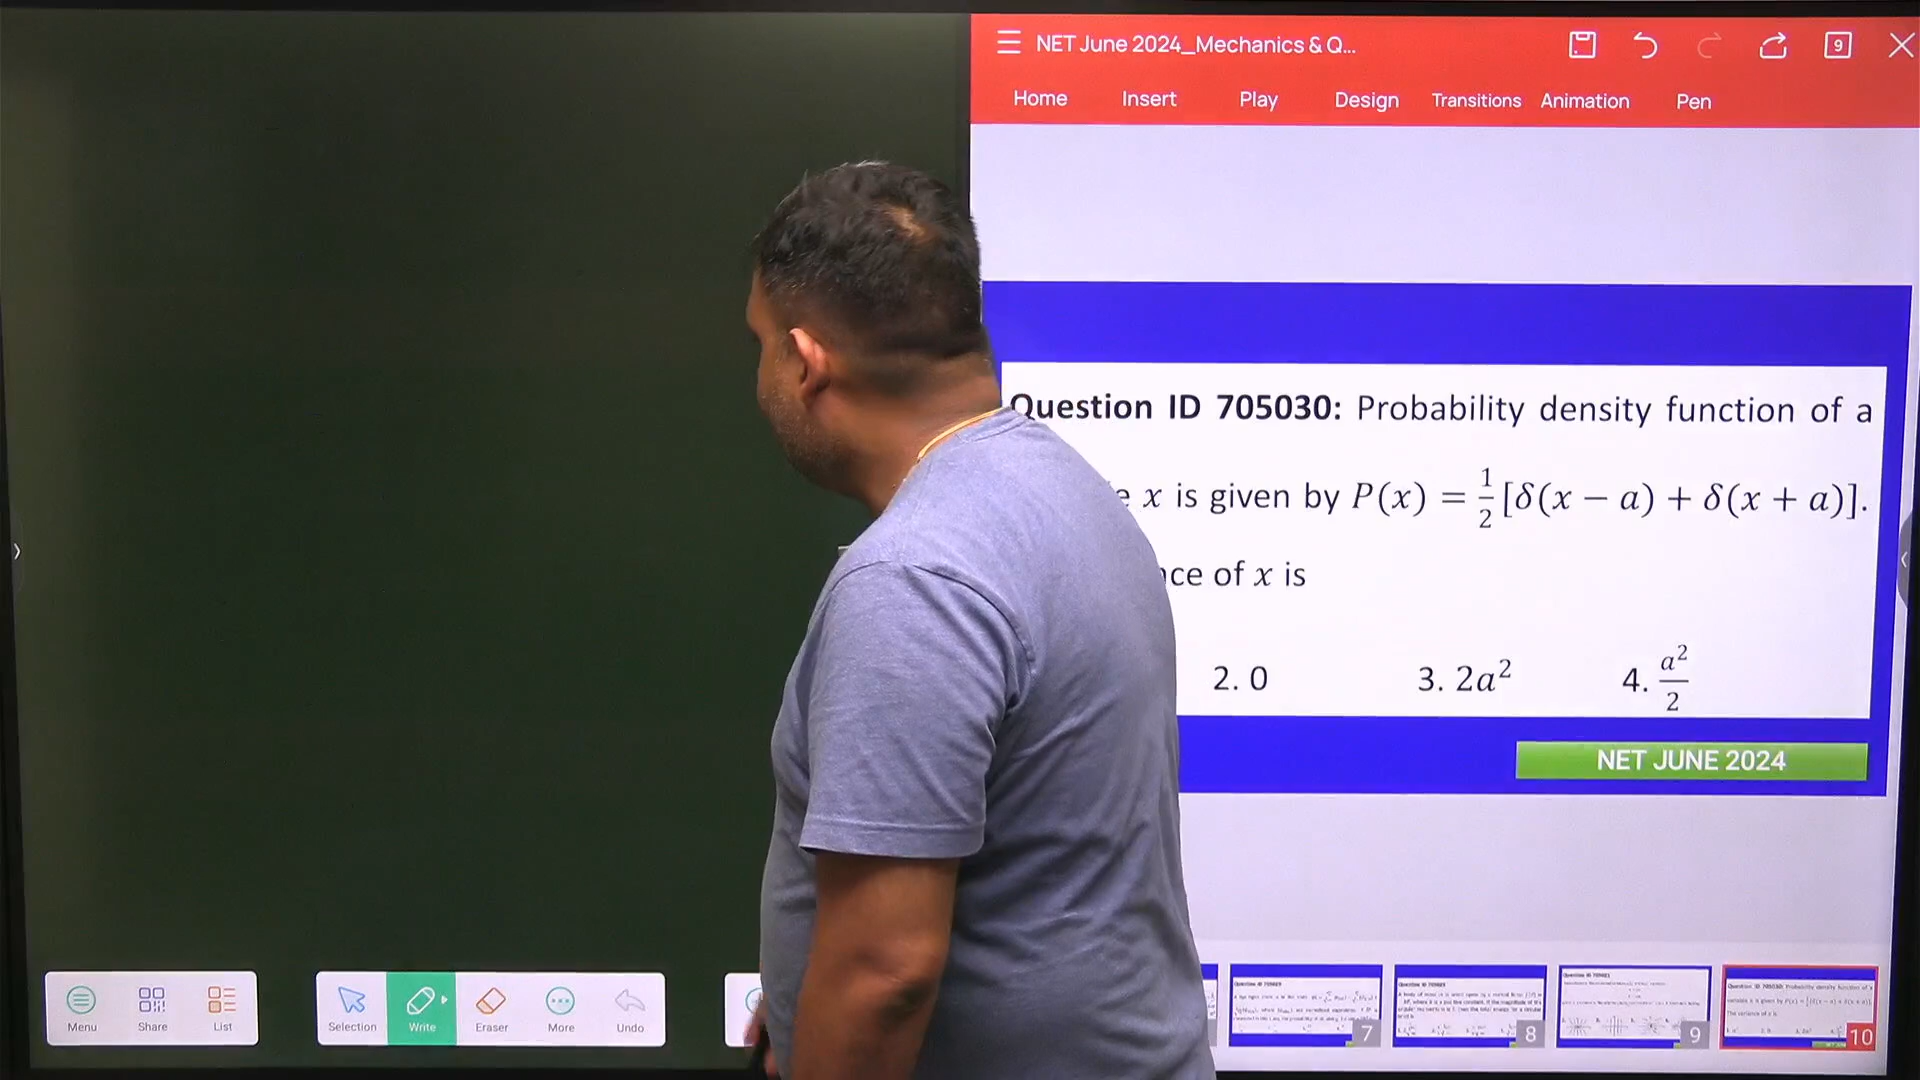 NET June 2024_Mechanics & Q...
9
Home Insert Play Design Transitions Animation Pen
Question ID 705030: Probability density function of a
x is given by P(x) = 1/2 [δ(x − a) + δ(x + a)].
of x is
2. 0 3. 2a² 4. a²/2
NET JUNE 2024
Menu Share List Selection Write Eraser More Undo
7 8 9 10